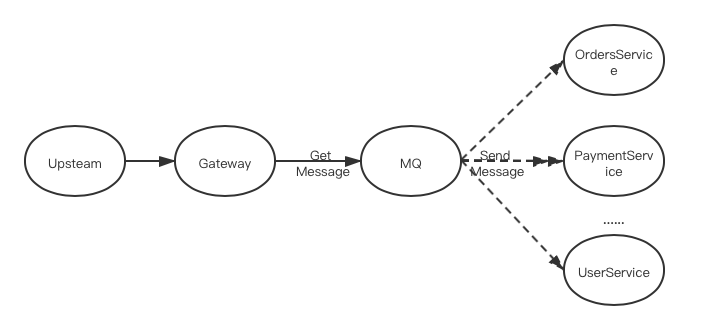 OrdersServic
e
Upsteam
Gateway
Get
Message
MQ
Send
Message
PaymentServ
ice
......
UserService